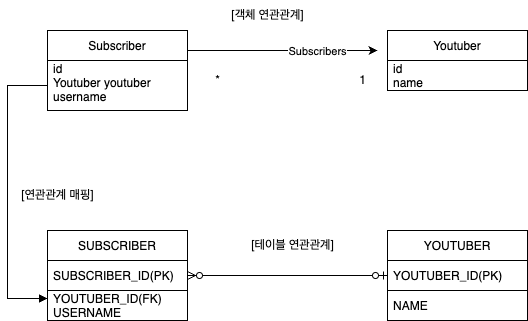 [객체 연관관계]
Subscriber
Subscribers
Youtuber
id
Youtuber youtuber
username
*
1
id
name
[연관관계 매핑]
[테이블 연관관계]
SUBSCRIBER
SUBSCRIBER_ID(PK)
YOUTUBER_ID(FK)
USERNAME
YOUTUBER
YOUTUBER_ID(PK)
NAME